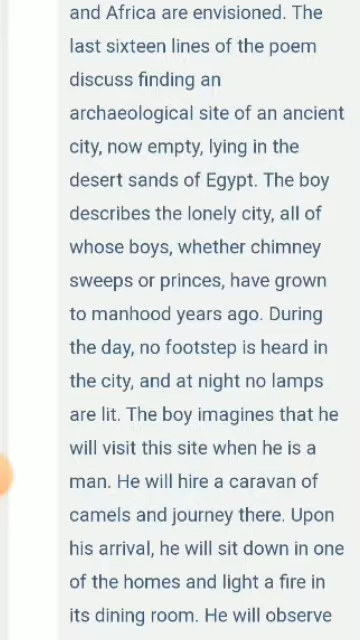 and Africa are envisioned. The
last sixteen lines of the poem
discuss finding an
archaeological site of an ancient
city, now empty, lying in the
desert sands of Egypt. The boy
describes the lonely city, all of
whose boys, whether chimney
sweeps or princes, have grown
to manhood years ago. During
the day, no footstep is heard in
the city, and at night no lamps
are lit. The boy imagines that he
will visit this site when he is a
man. He will hire a caravan of
camels and journey there. Upon
his arrival, he will sit down in one
of the homes and light a fire in
its dining room. He will observe